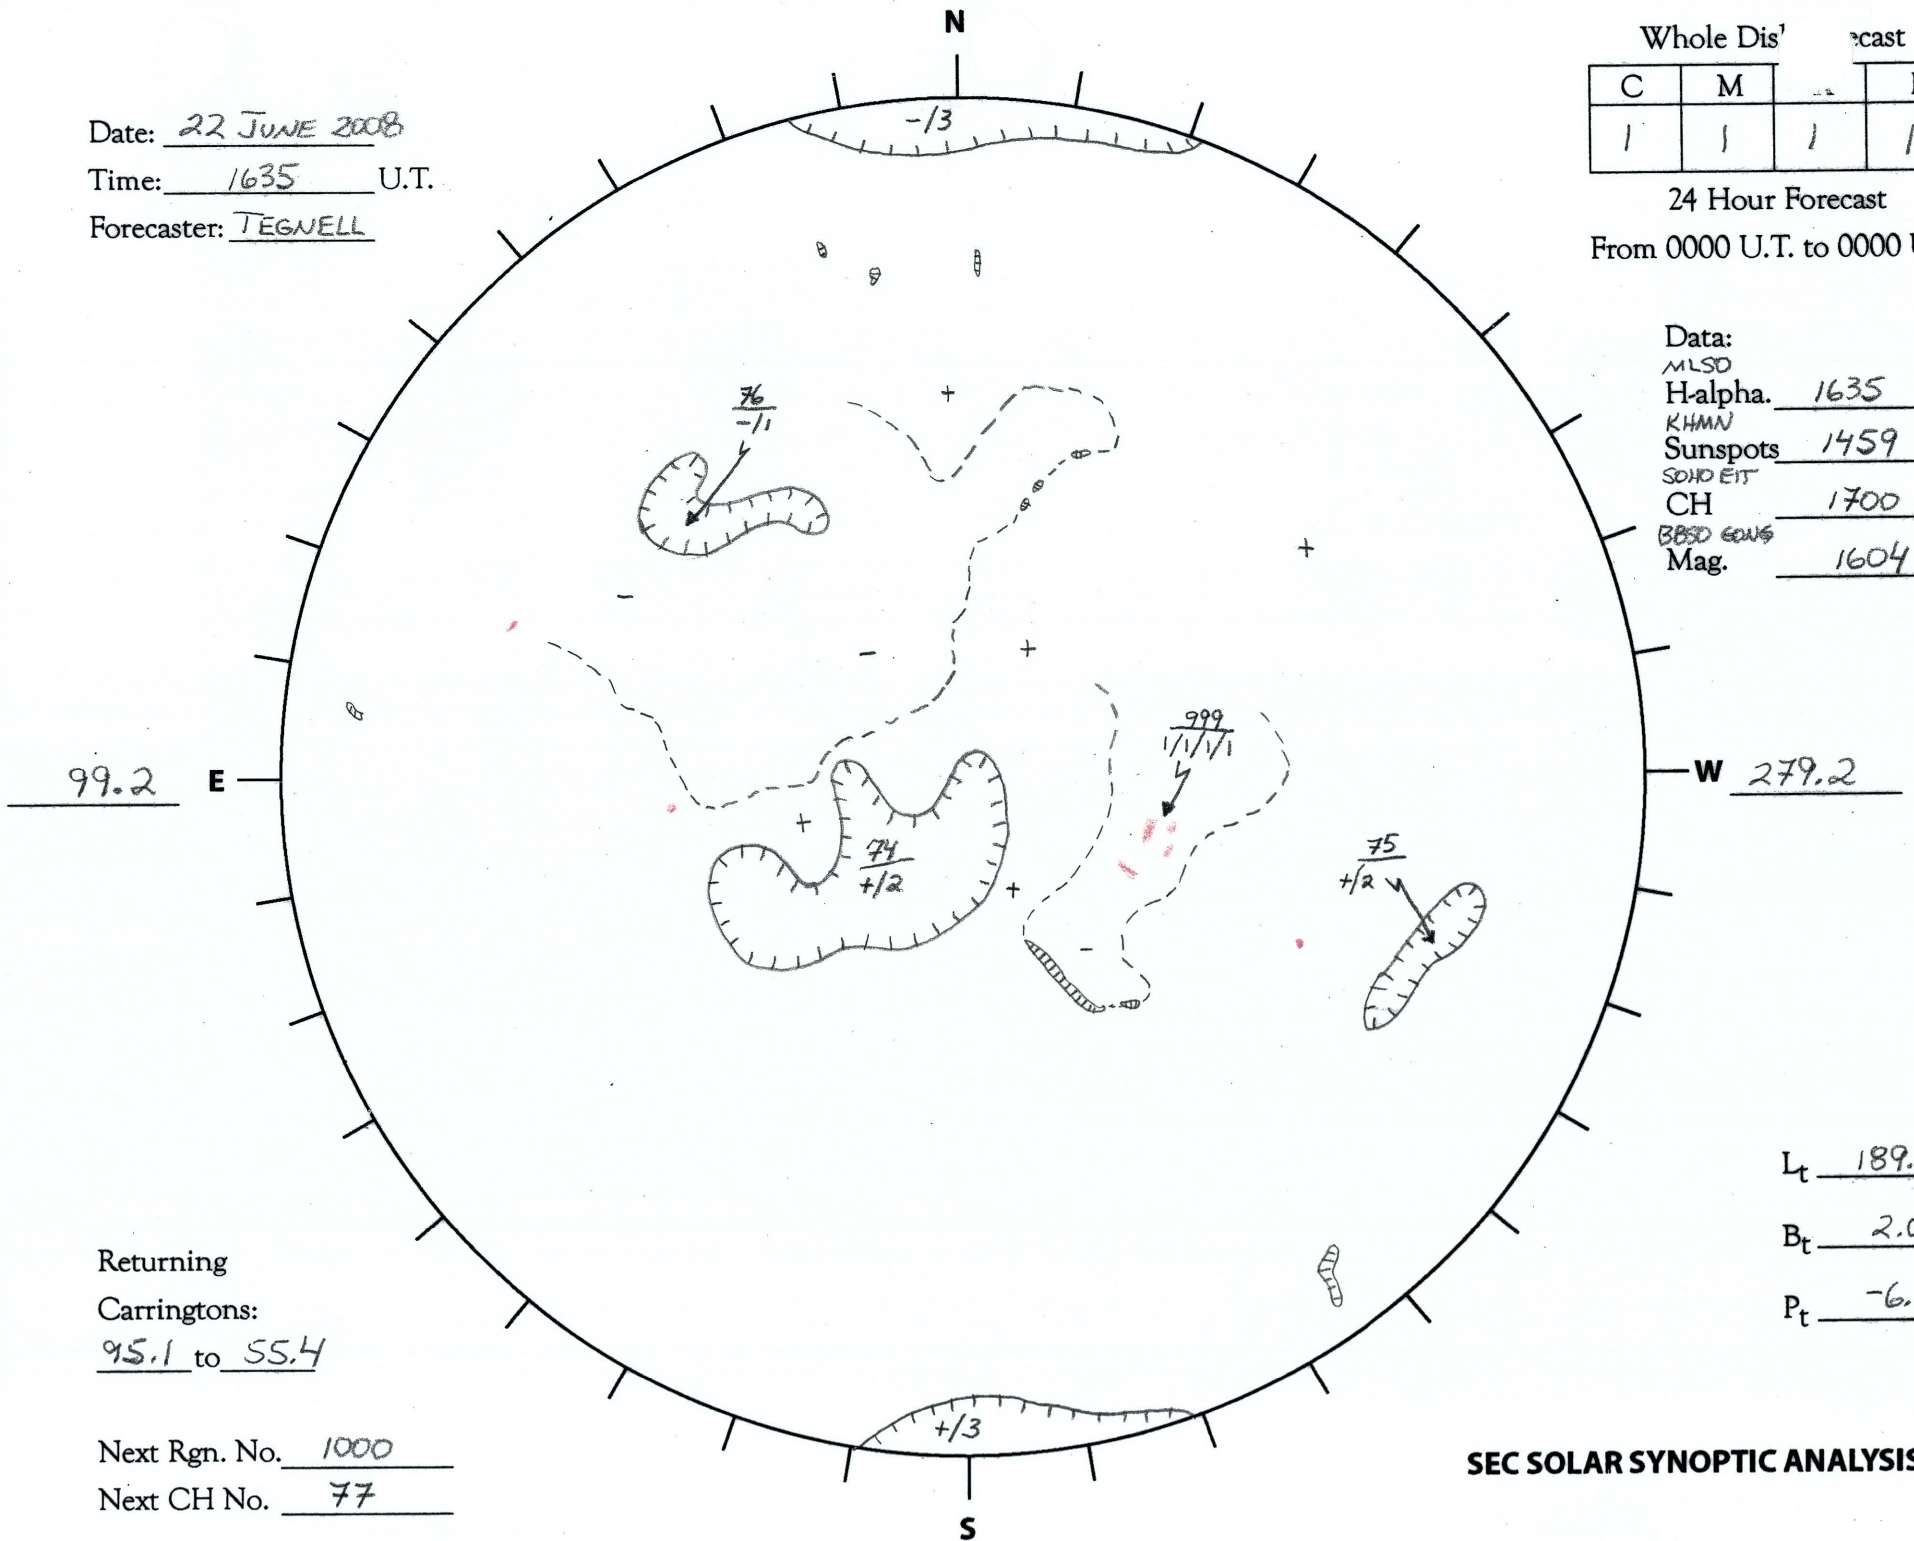 N
Whole Dis
ecast
Date: 22 JUNE 2008
Time: 1635 U.T.
Forecaster: TEGNELL
C M
1 1 1 1
24 Hour Forecast
From 0000 U.T. to 0000 U
-/3
Data:
MLSO
H-alpha. 1635
KHMN
Sunspots 1459
SOHO EIT
CH 1700
BBSO GONG
Mag. 1604
76
-/1
+
+
-
-
+
999
1/1/1/1
99.2 E
W 279.2
+
74
+/2
+
75
+/2
-
Lt 189.
Bt 2.0
Pt -6.
Returning
Carringtons:
95.1 to 55.4
+/3
Next Rgn. No. 1000
Next CH No. 77
SEC SOLAR SYNOPTIC ANALYSIS
S